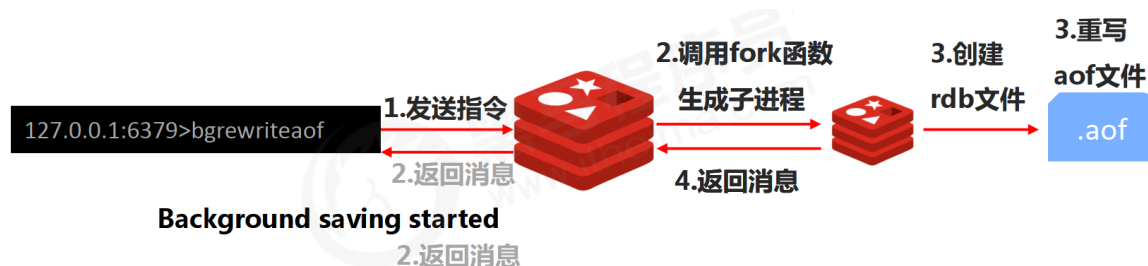 3.重写
aof文件
2.调用fork函数
生成子进程
3.创建
rdb文件
1.发送指令
127.0.0.1:6379>bgrewriteaof
.aof
2.返回消息
4.返回消息
Background saving started
2.返回消息